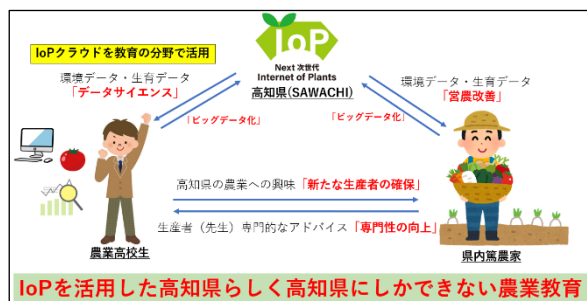 IoPクラウドを教育の分野で活用
IoP
Next 次世代
Internet of Plants
高知県(SAWACHI)
環境データ・生育データ
「データサイエンス」
環境データ・生育データ
「営農改善」
「ビッグデータ化」
「ビッグデータ化」
高知県の農業への興味「新たな生産者の確保」
生産者（先生）専門的なアドバイス「専門性の向上」
農業高校生
県内篤農家
IoPを活用した高知県らしく高知県にしかできない農業教育